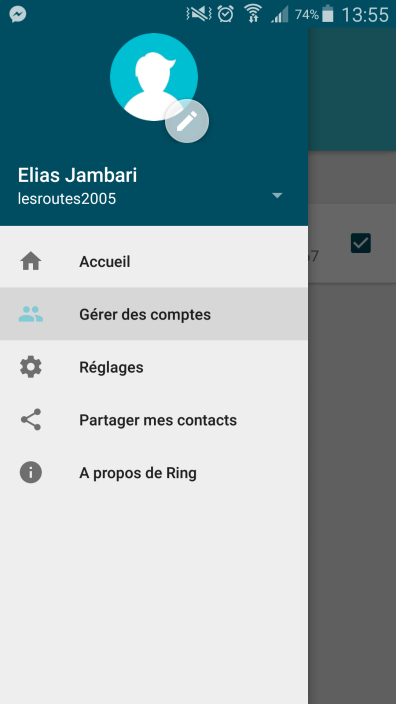 74% 13:55
Elias Jambari
lesroutes2005
Accueil
Gérer des comptes
Réglages
Partager mes contacts
A propos de Ring